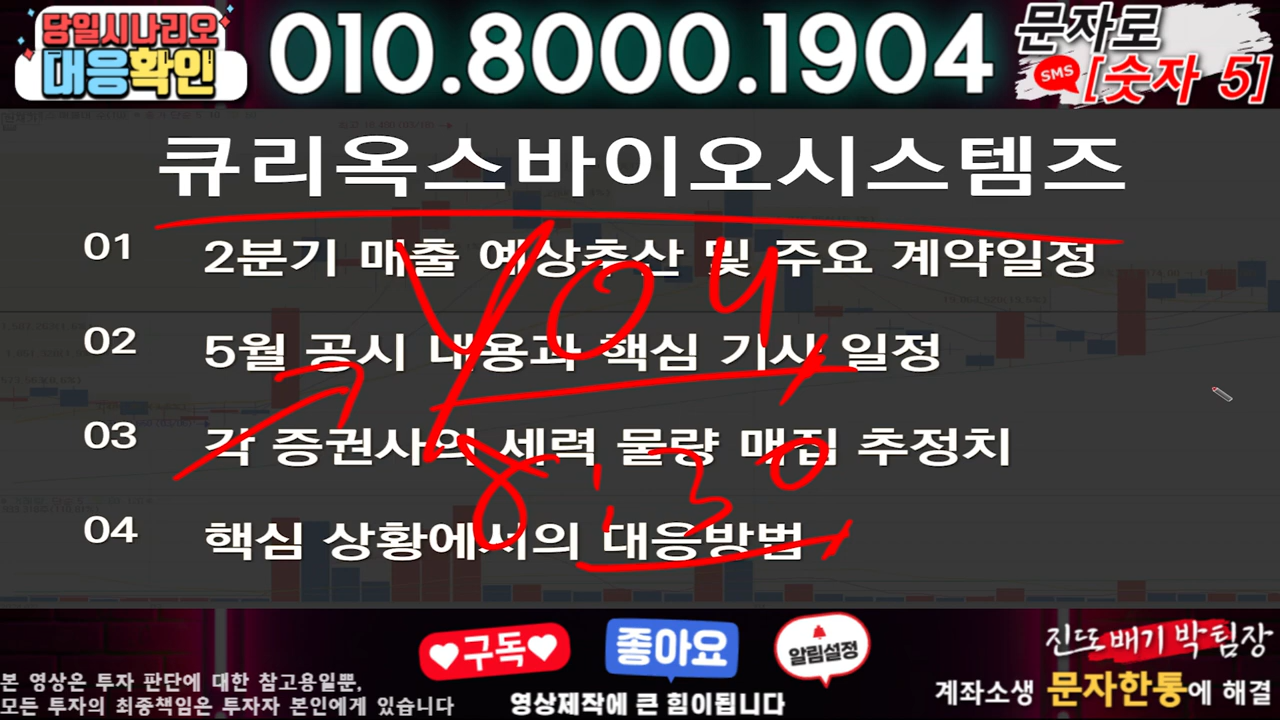 당일시나리오
대응확인
010.8000.1904
문자로
SMS
[숫자 5]
큐리옥스바이오시스템즈
01 2분기 매출 예상추산 및 주요 계약일정
02 5월 공시 내용과 핵심 기사 일정
03 각 증권사의 세력 물량 매집 추정치
04 핵심 상황에서의 대응방법
8:30
구독
좋아요
알림설정
영상제작에 큰 힘이됩니다
본 영상은 투자 판단에 대한 참고용일뿐,
모든 투자의 최종책임은 투자자 본인에게 있습니다
진또배기 박팀장
계좌소생 문자한통에 해결